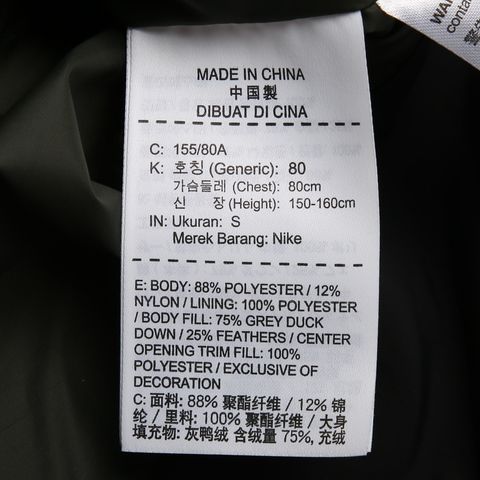 MADE IN CHINA
中国製
DIBUAT DI CINA
C: 155/80A
K: 호칭 (Generic): 80
가슴둘레 (Chest): 80cm
신 장 (Height): 150-160cm
IN: Ukuran: S
Merek Barang: Nike
E: BODY: 88% POLYESTER / 12%
NYLON / LINING: 100% POLYESTER
/ BODY FILL: 75% GREY DUCK
DOWN / 25% FEATHERS / CENTER
OPENING TRIM FILL: 100%
POLYESTER / EXCLUSIVE OF
DECORATION
C: 面料: 88% 聚酯纤维 / 12% 锦
纶 / 里料: 100% 聚酯纤维 / 大身
填充物: 灰鸭绒 含绒量 75%, 充绒